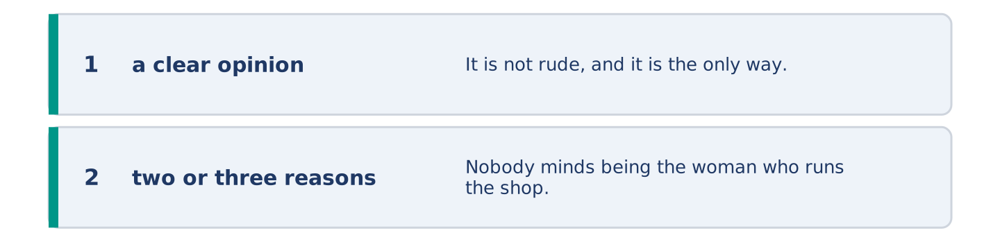 1 a clear opinion It is not rude, and it is the only way.
2 two or three reasons Nobody minds being the woman who runs
the shop.